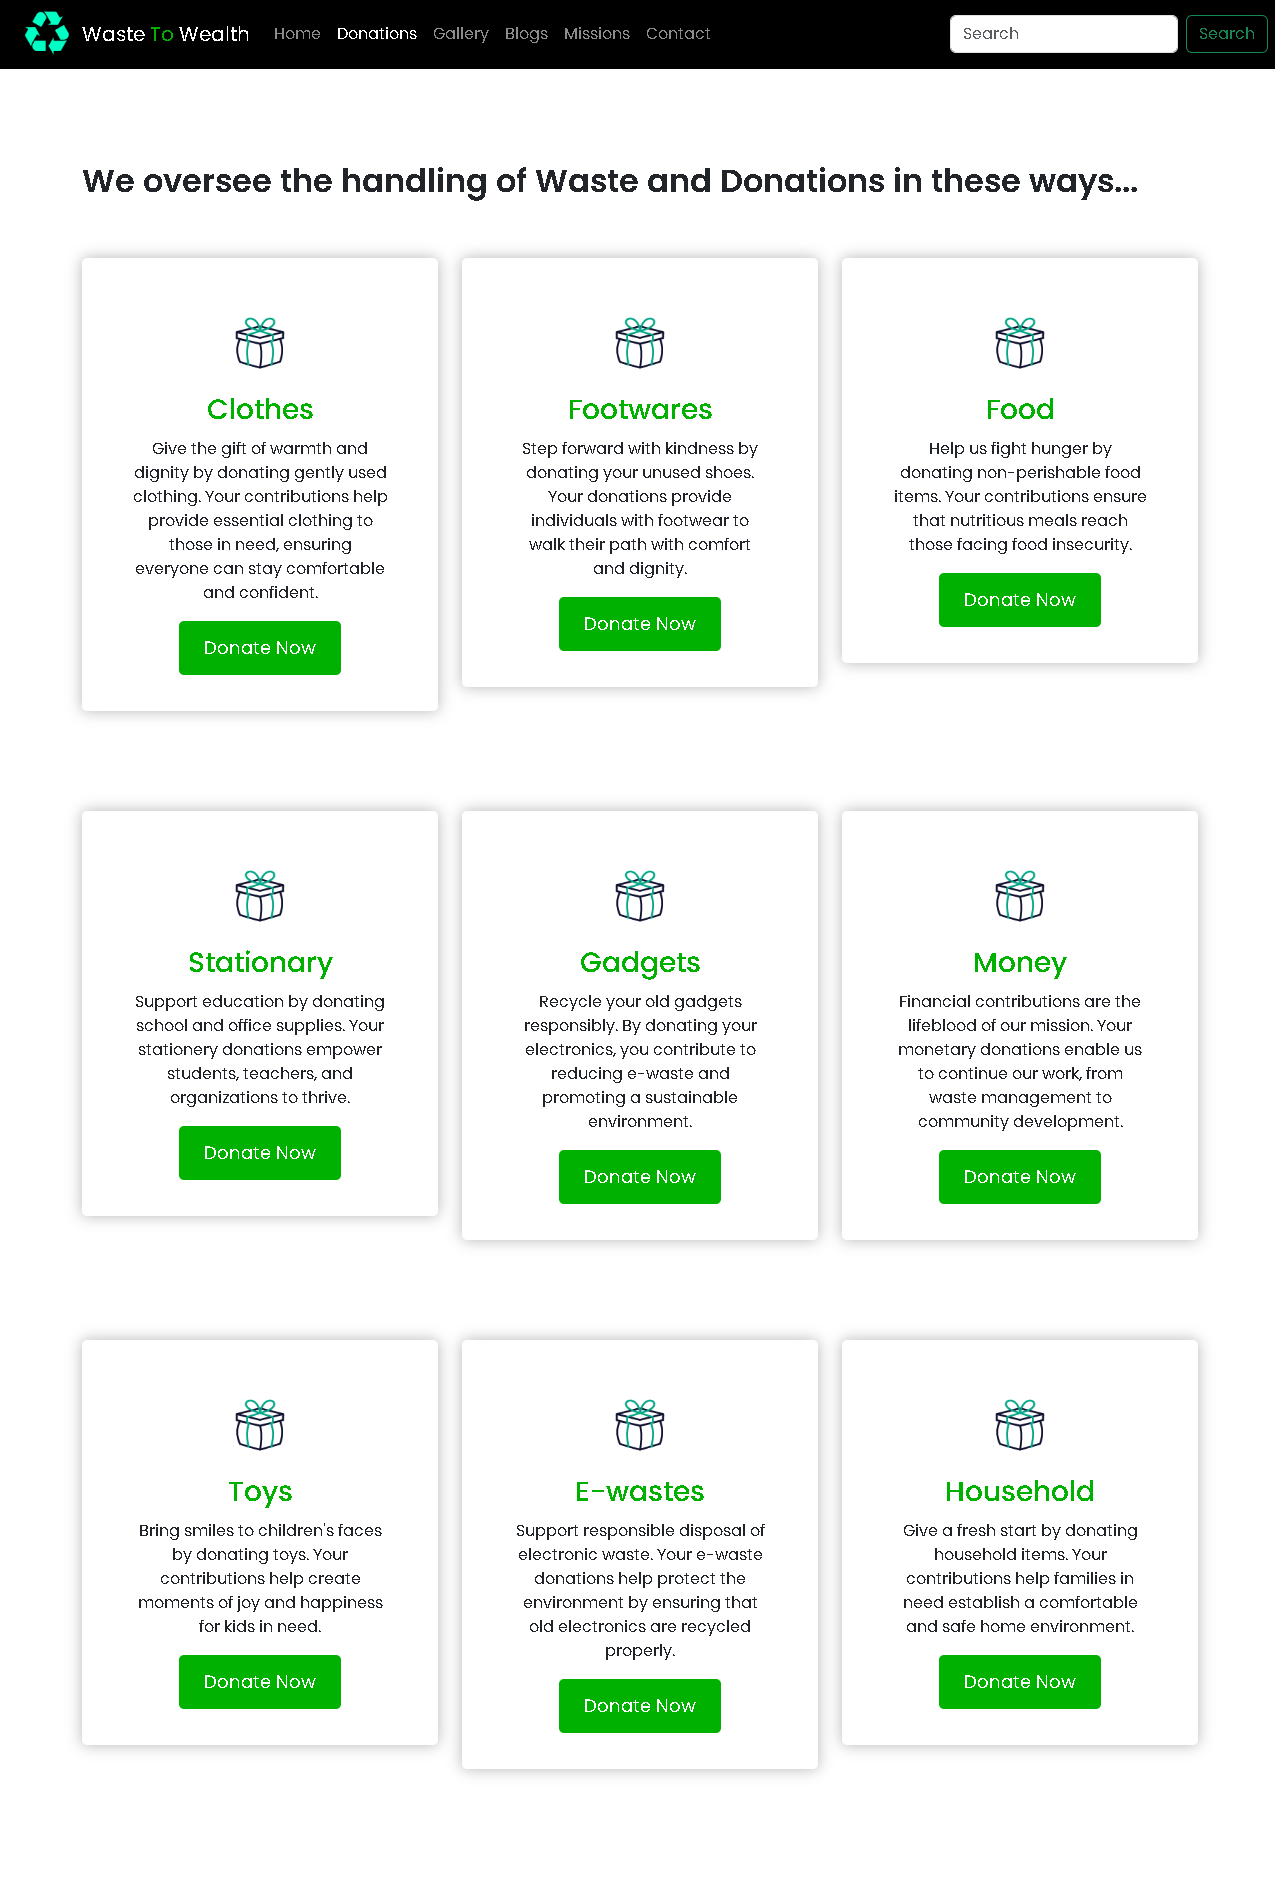 Waste To Wealth Home Donations Gallery Blogs Missions Contact Search Search
We oversee the handling of Waste and Donations in these ways...
Clothes
Give the gift of warmth and
dignity by donating gently used
clothing. Your contributions help
provide essential clothing to
those in need, ensuring
everyone can stay comfortable
and confident.
Donate Now
Footwares
Step forward with kindness by
donating your unused shoes.
Your donations provide
individuals with footwear to
walk their path with comfort
and dignity.
Donate Now
Food
Help us fight hunger by
donating non-perishable food
items. Your contributions ensure
that nutritious meals reach
those facing food insecurity.
Donate Now
Stationary
Support education by donating
school and office supplies. Your
stationery donations empower
students, teachers, and
organizations to thrive.
Donate Now
Gadgets
Recycle your old gadgets
responsibly. By donating your
electronics, you contribute to
reducing e-waste and
promoting a sustainable
environment.
Donate Now
Money
Financial contributions are the
lifeblood of our mission. Your
monetary donations enable us
to continue our work, from
waste management to
community development.
Donate Now
Toys
Bring smiles to children's faces
by donating toys. Your
contributions help create
moments of joy and happiness
for kids in need.
Donate Now
E-wastes
Support responsible disposal of
electronic waste. Your e-waste
donations help protect the
environment by ensuring that
old electronics are recycled
properly.
Donate Now
Household
Give a fresh start by donating
household items. Your
contributions help families in
need establish a comfortable
and safe home environment.
Donate Now